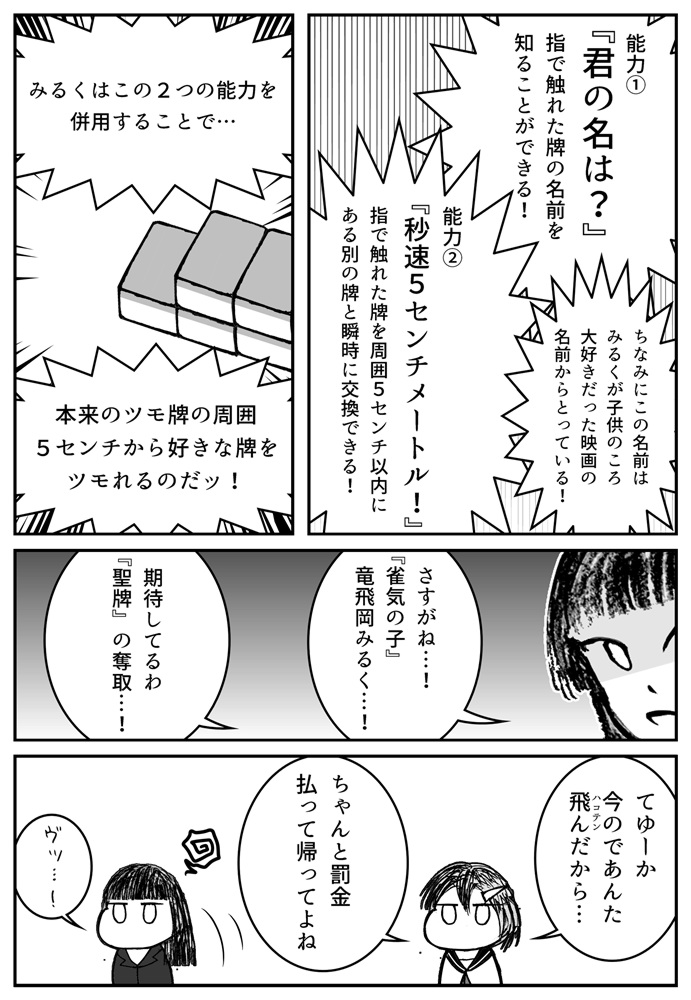 能力①
『君の名は？』
指で触れた牌の名前を
知ることができる！
ちなみにこの名前は
みるくが子供のころ
大好きだった映画の
名前からとっている！
能力②
『秒速５センチメートル！』
指で触れた牌を周囲５センチ以内に
ある別の牌と瞬時に交換できる！
みるくはこの２つの能力を
併用することで…
本来のツモ牌の周囲
５センチから好きな牌を
ツモれるのだッ！
さすがね…！
『雀気の子』
竜飛岡みるく…！
期待してるわ
『聖牌』の奪取…！
てゆーか
今のであんた
飛んだから…
ハコテン
ちゃんと罰金
払って帰ってよね
ヴッ…！